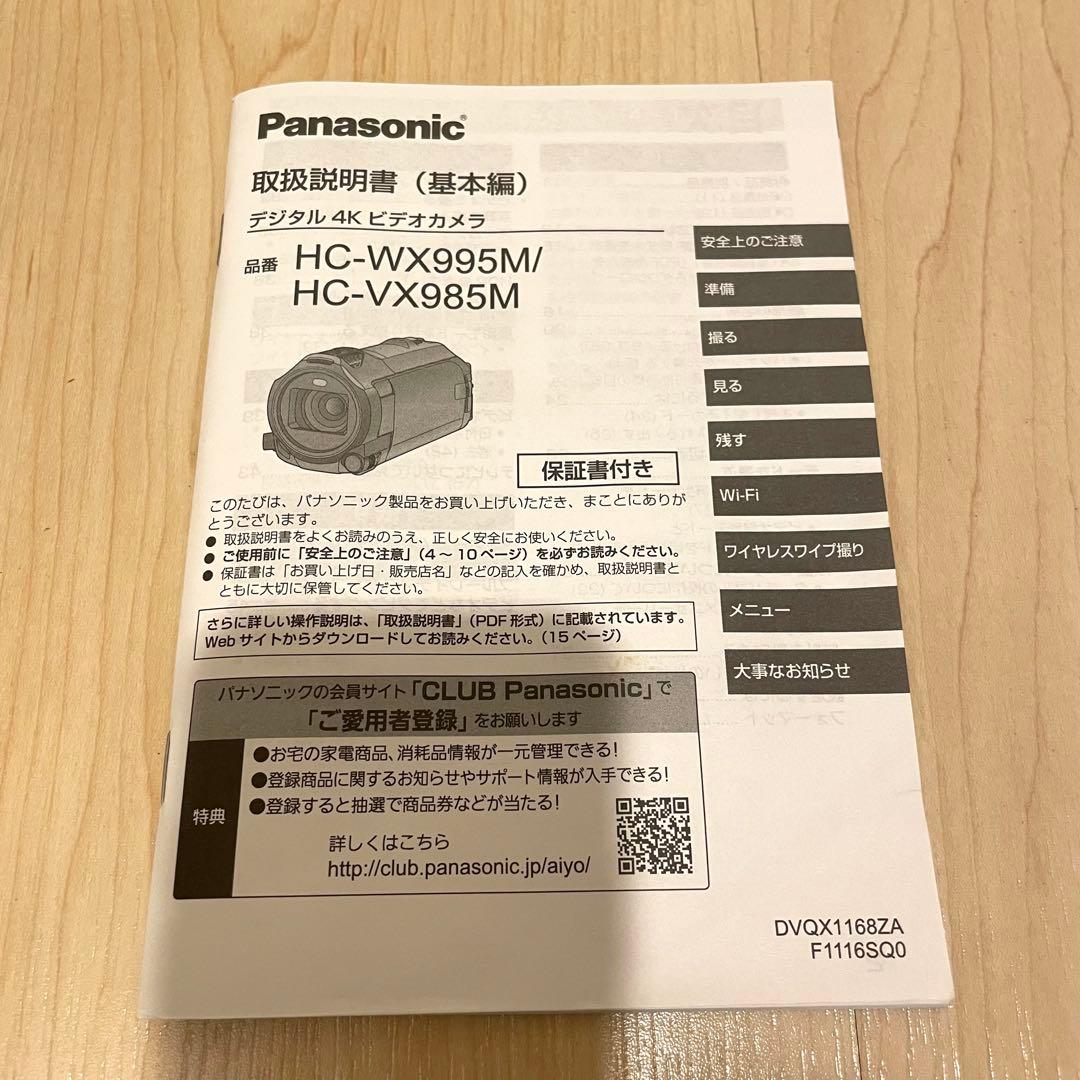 Panasonic®
取扱説明書（基本編）
デジタル 4K ビデオカメラ
品番 HC-WX995M/
HC-VX985M
保証書付き
このたびは、パナソニック製品をお買い上げいただき、まことにありが
とうございます。
● 取扱説明書をよくお読みのうえ、正しく安全にお使いください。
● ご使用前に「安全上のご注意」（4 ～ 10 ページ）を必ずお読みください。
● 保証書は「お買い上げ日・販売店名」などの記入を確かめ、取扱説明書と
ともに大切に保管してください。
さらに詳しい操作説明は、「取扱説明書」（PDF 形式）に記載されています。
Web サイトからダウンロードしてお読みください。（15 ページ）
パナソニックの会員サイト「CLUB Panasonic」で
「ご愛用者登録」をお願いします
特典
●お宅の家電商品、消耗品情報が一元管理できる！
●登録商品に関するお知らせやサポート情報が入手できる！
●登録すると抽選で商品券などが当たる！
詳しくはこちら
http://club.panasonic.jp/aiyo/
安全上のご注意
準備
撮る
見る
残す
Wi-Fi
ワイヤレスワイプ撮り
メニュー
大事なお知らせ
DVQX1168ZA
F1116SQ0